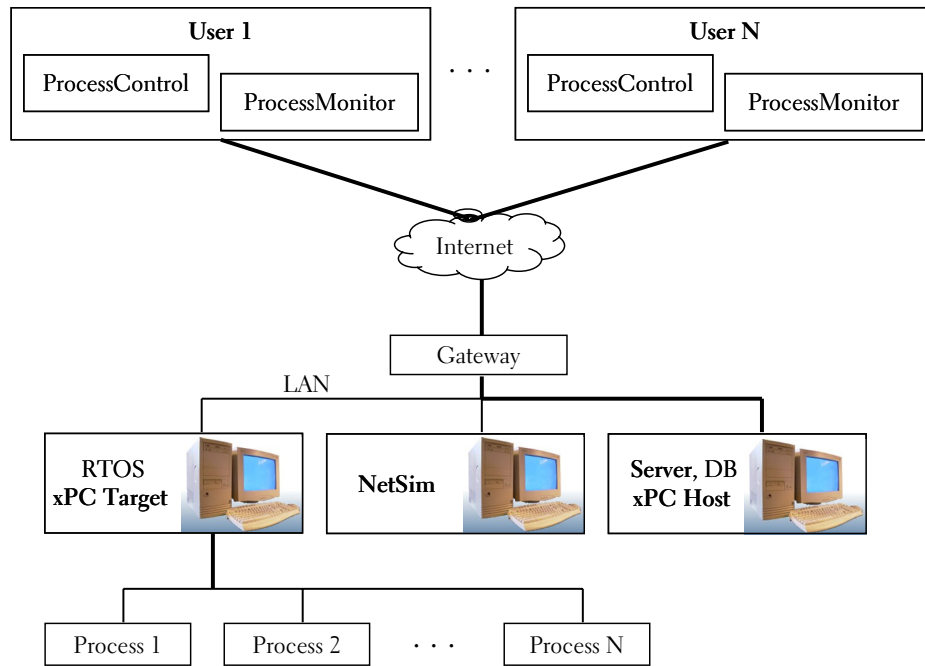 User 1
ProcessControl
ProcessMonitor
. . .
User N
ProcessControl
ProcessMonitor
Internet
Gateway
LAN
RTOS
xPC Target
NetSim
Server, DB
xPC Host
Process 1
Process 2
. . .
Process N